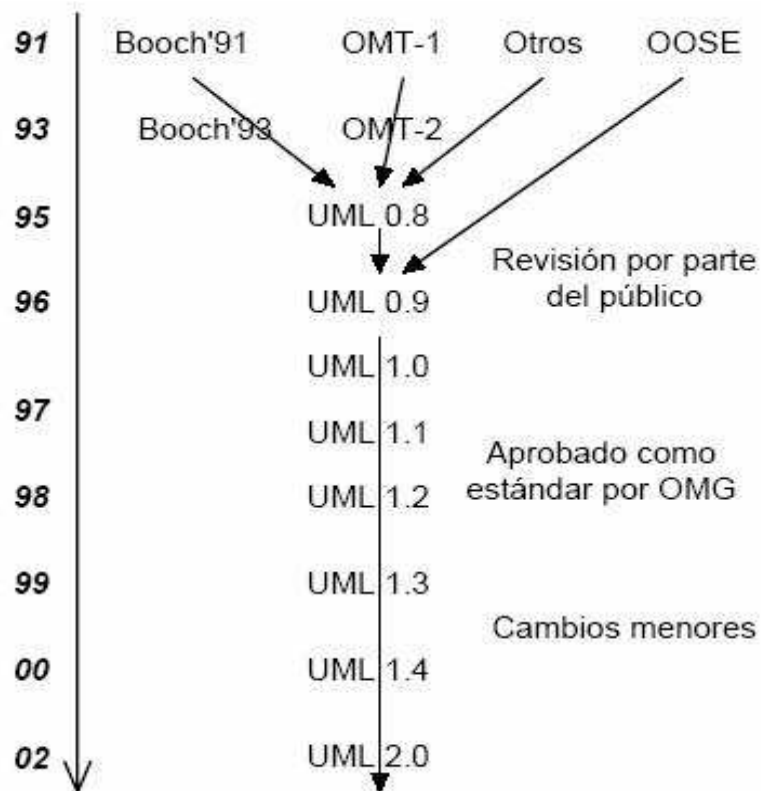 91 Booch'91 OMT-1 Otros OOSE
93 Booch'93 OMT-2
95 UML 0.8
Revisión por parte
del público
96 UML 0.9
UML 1.0
97
UML 1.1
Aprobado como
estándar por OMG
98 UML 1.2
99 UML 1.3
Cambios menores
00 UML 1.4
02 UML 2.0